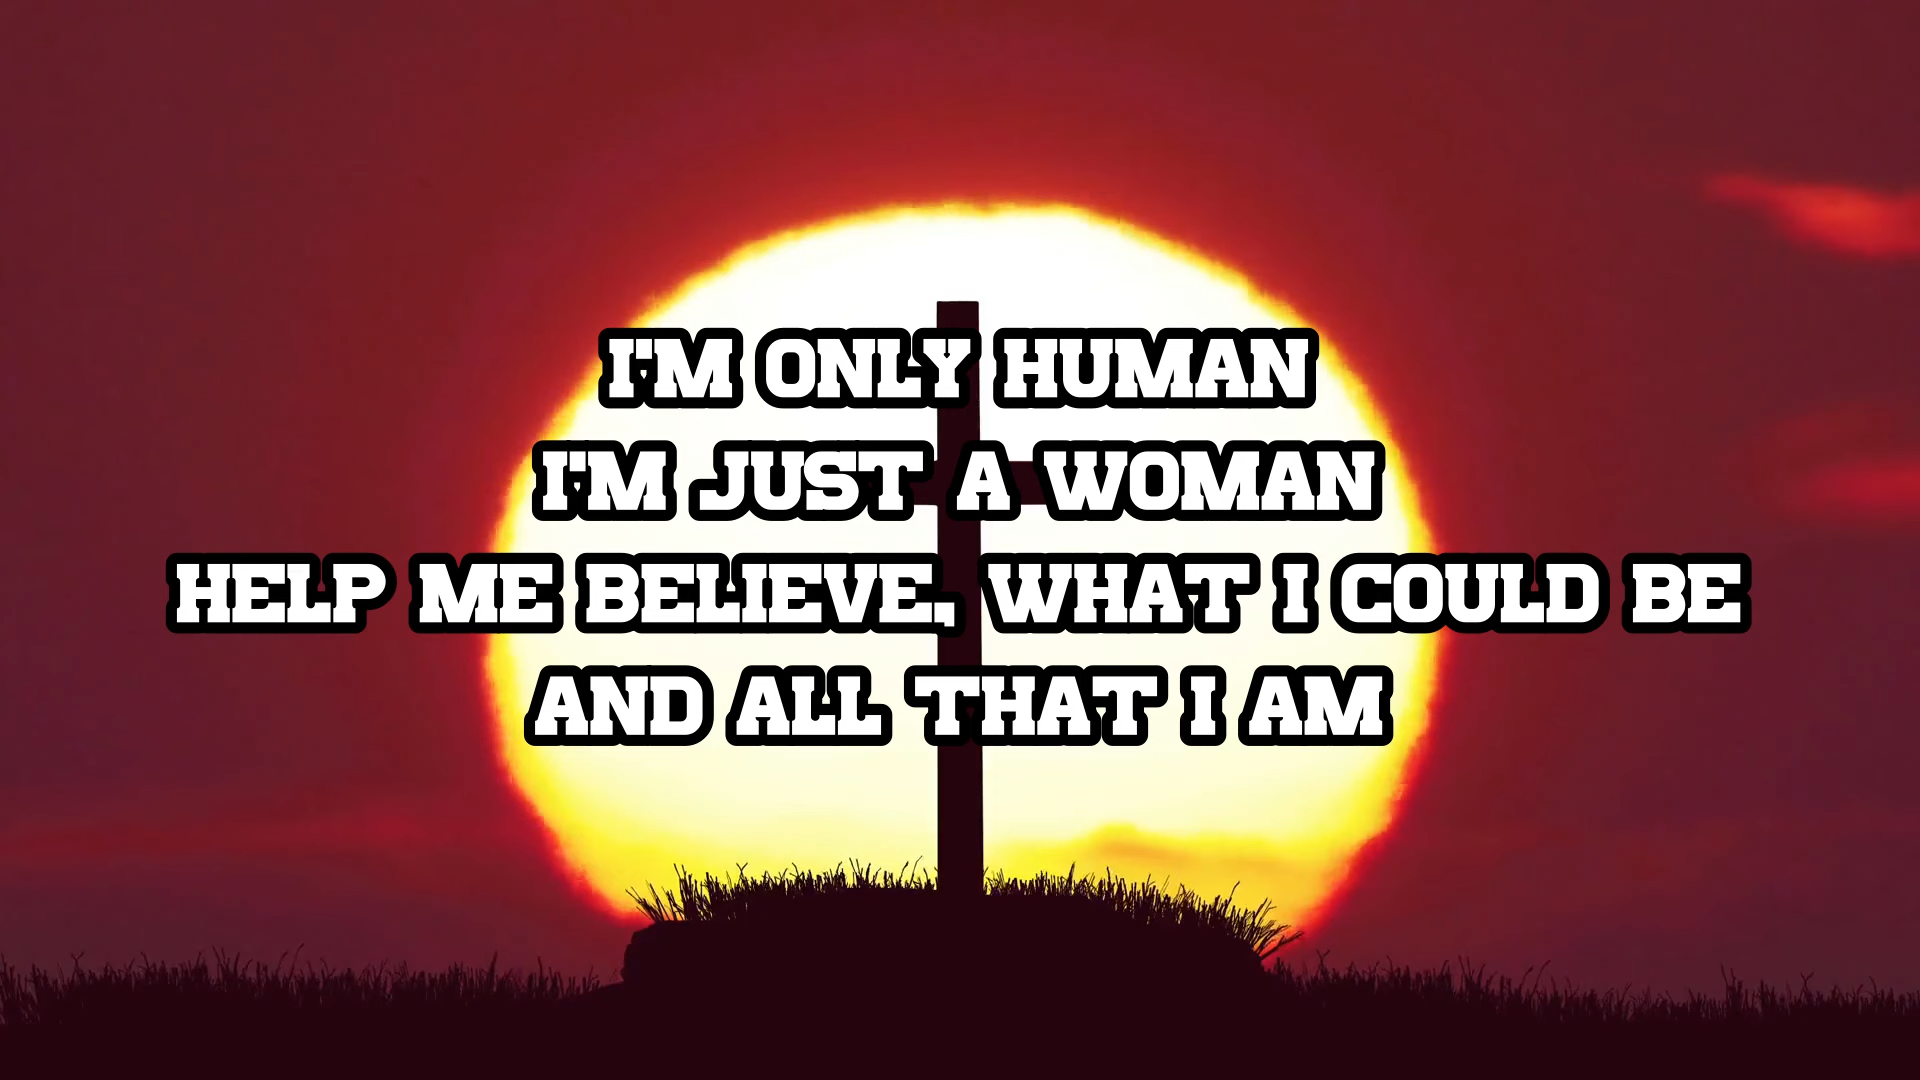 I'M ONLY HUMAN
I'M JUST A WOMAN
HELP ME BELIEVE, WHAT I COULD BE
AND ALL THAT I AM